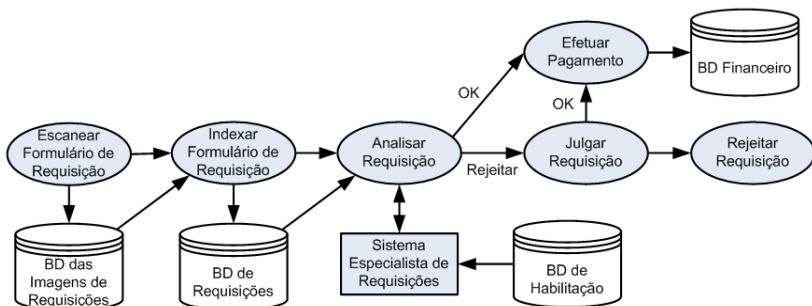 Escanear
Formulário de
Requisição
Indexar
Formulário de
Requisição
Analisar
Requisição
OK
Efetuar
Pagamento
BD Financeiro
OK
Rejeitar
Julgar
Requisição
Rejeitar
Requisição
BD das
Imagens de
Requisições
BD de
Requisições
Sistema
Especialista de
Requisições
BD de
Habilitação